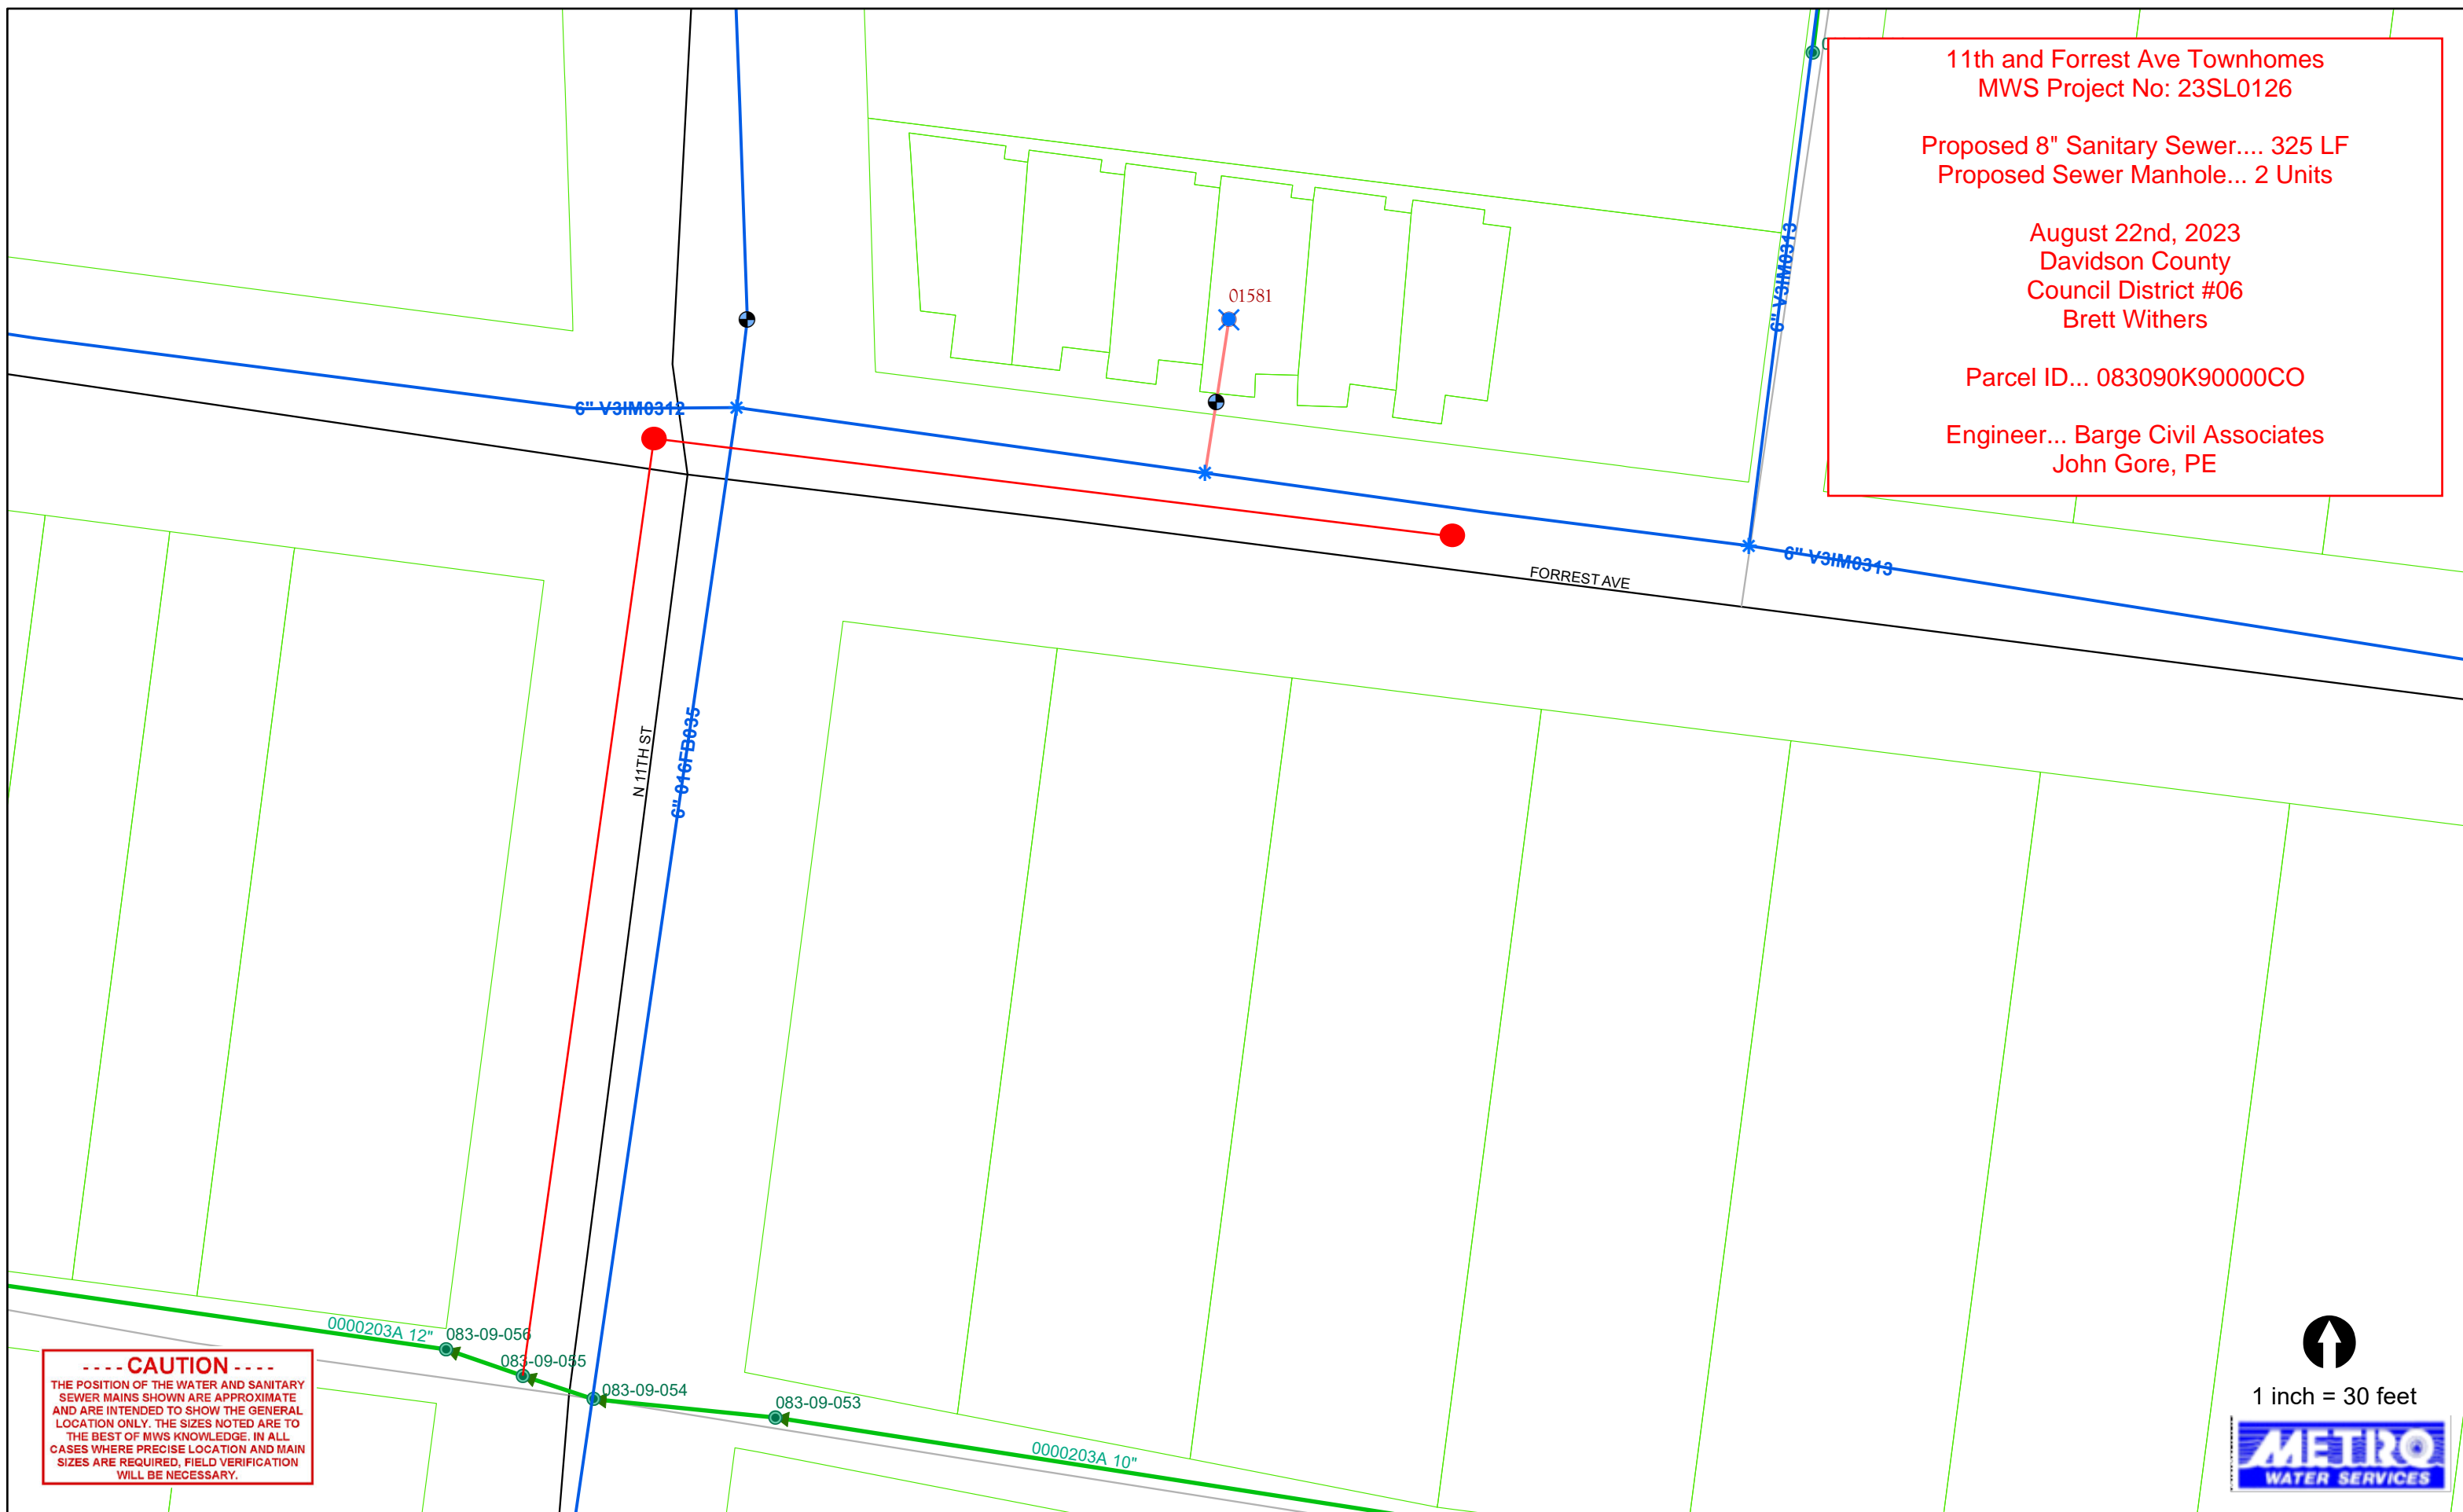 11th and Forrest Ave Townhomes
MWS Project No: 23SL0126
Proposed 8" Sanitary Sewer.... 325 LF
Proposed Sewer Manhole... 2 Units
August 22nd, 2023
Davidson County
Council District #06
Brett Withers
Parcel ID... 083090K90000CO
Engineer... Barge Civil Associates
John Gore, PE
6" V3IM0313
01581
6" V3IM0312
6" V3IM0313
FORREST AVE
N 11TH ST
6" 016FB035
0000203A 12"
083-09-056
083-09-055
083-09-054
083-09-053
0000203A 10"
- - - - CAUTION - - - -
THE POSITION OF THE WATER AND SANITARY
SEWER MAINS SHOWN ARE APPROXIMATE
AND ARE INTENDED TO SHOW THE GENERAL
LOCATION ONLY. THE SIZES NOTED ARE TO
THE BEST OF MWS KNOWLEDGE. IN ALL
CASES WHERE PRECISE LOCATION AND MAIN
SIZES ARE REQUIRED, FIELD VERIFICATION
WILL BE NECESSARY.
1 inch = 30 feet
METRO
WATER SERVICES